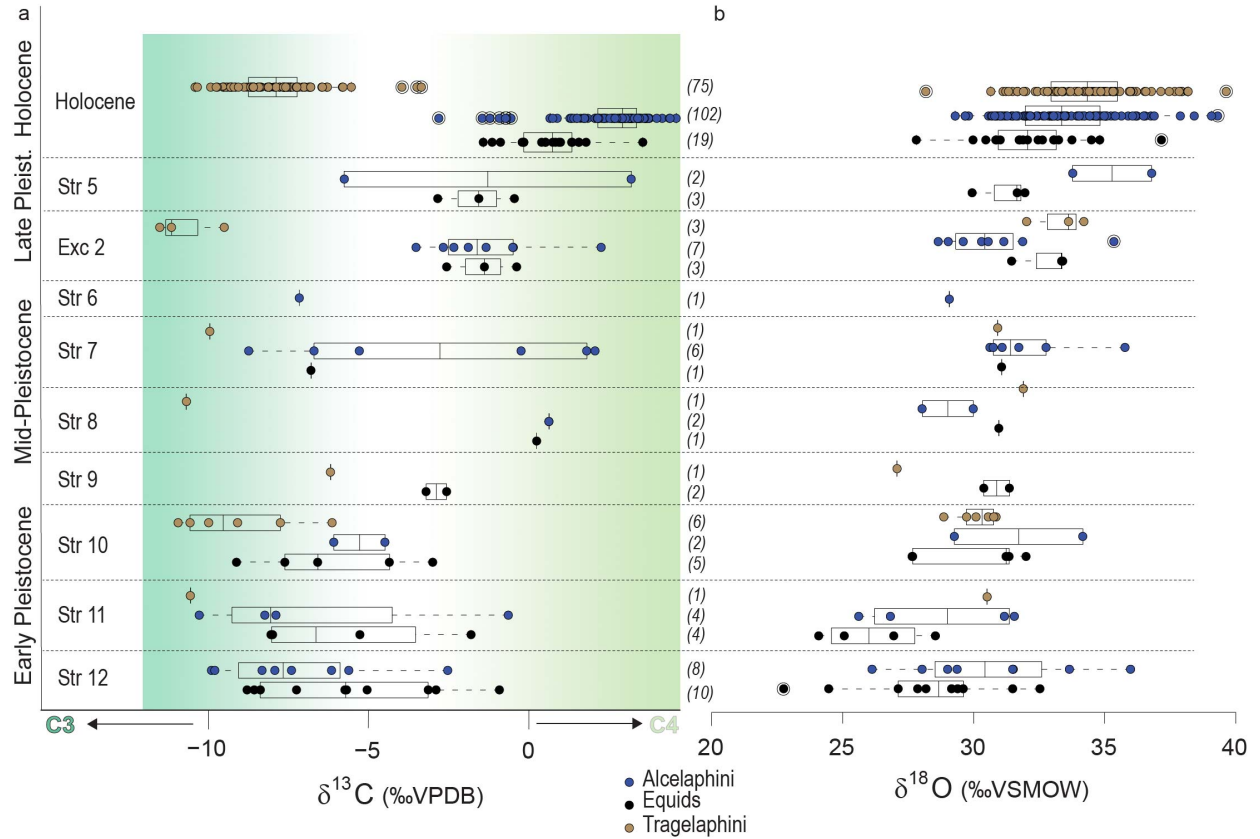 a
b
Holocene
Late Pleist.
Mid-Pleistocene
Early Pleistocene
Holocene
(75)
(102)
(19)
Str 5
(2)
(3)
Exc 2
(3)
(7)
(3)
Str 6
(1)
Str 7
(1)
(6)
(1)
Str 8
(1)
(2)
(1)
Str 9
(1)
(2)
Str 10
(6)
(2)
(5)
Str 11
(1)
(4)
(4)
Str 12
(8)
(10)
C3
C4
−10
−5
0
20
25
30
35
40
δ13C (‰VPDB)
δ18O (‰VSMOW)
Alcelaphini
Equids
Tragelaphini